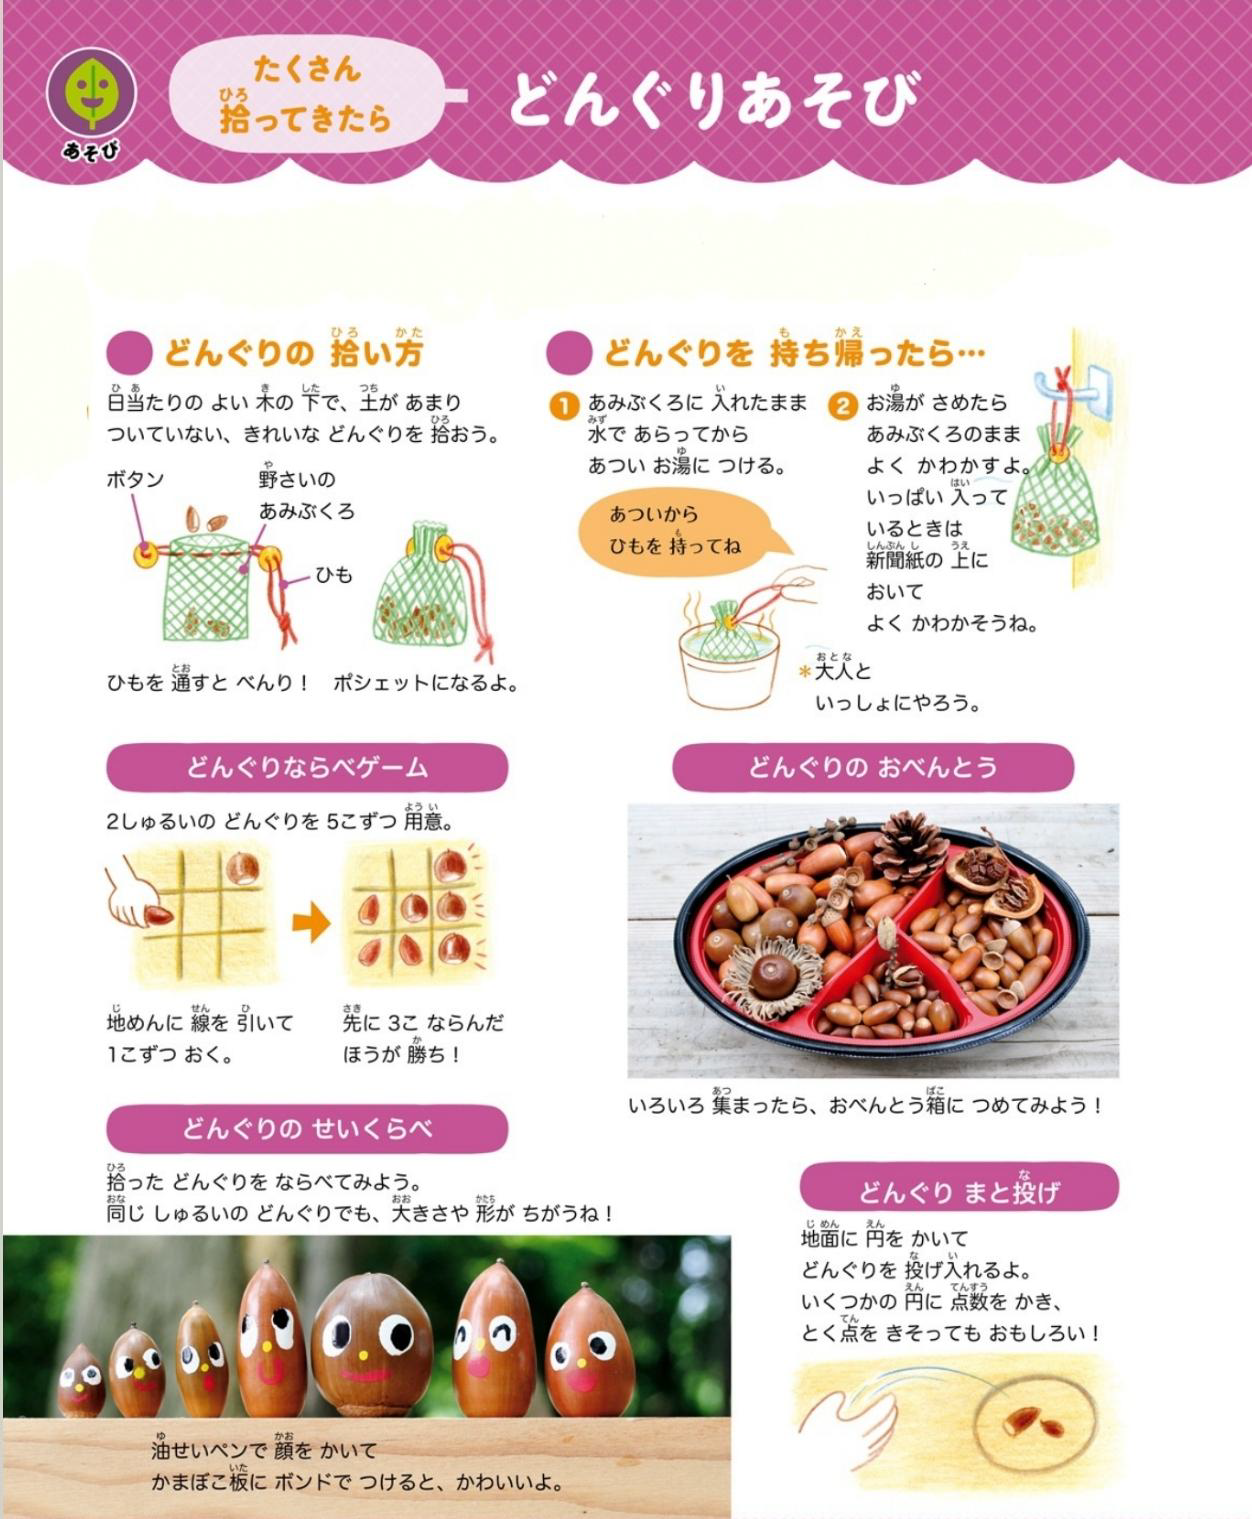 たくさん
拾ってきたら
どんぐりあそび
あそび
どんぐりの 拾い方
日当たりの よい 木の 下で、土が あまり
ついていない、きれいな どんぐりを 拾おう。
ボタン
野さいの
あみぶくろ
ひも
ひもを 通すと べんり！
ポシェットになるよ。
どんぐりを 持ち帰ったら…
1 あみぶくろに 入れたまま
水で あらってから
あつい お湯に つける。
あついから
ひもを 持ってね
2 お湯が さめたら
あみぶくろのまま
よく かわかすよ。
いっぱい 入って
いるときは
新聞紙の 上に
おいて
よく かわかそうね。
＊大人と
いっしょにやろう。
どんぐりならべゲーム
2しゅるいの どんぐりを 5こずつ 用意。
地めんに 線を 引いて
1こずつ おく。
先に 3こ ならんだ
ほうが 勝ち！
どんぐりの おべんとう
いろいろ 集まったら、おべんとう箱に つめてみよう！
どんぐりの せいくらべ
拾った どんぐりを ならべてみよう。
同じ しゅるいの どんぐりでも、大きさや 形が ちがうね！
油せいペンで 顔を かいて
かまぼこ板に ボンドで つけると、かわいいよ。
どんぐり まと投げ
地面に 円を かいて
どんぐりを 投げ入れるよ。
いくつかの 円に 点数を かき、
とく点を きそっても おもしろい！